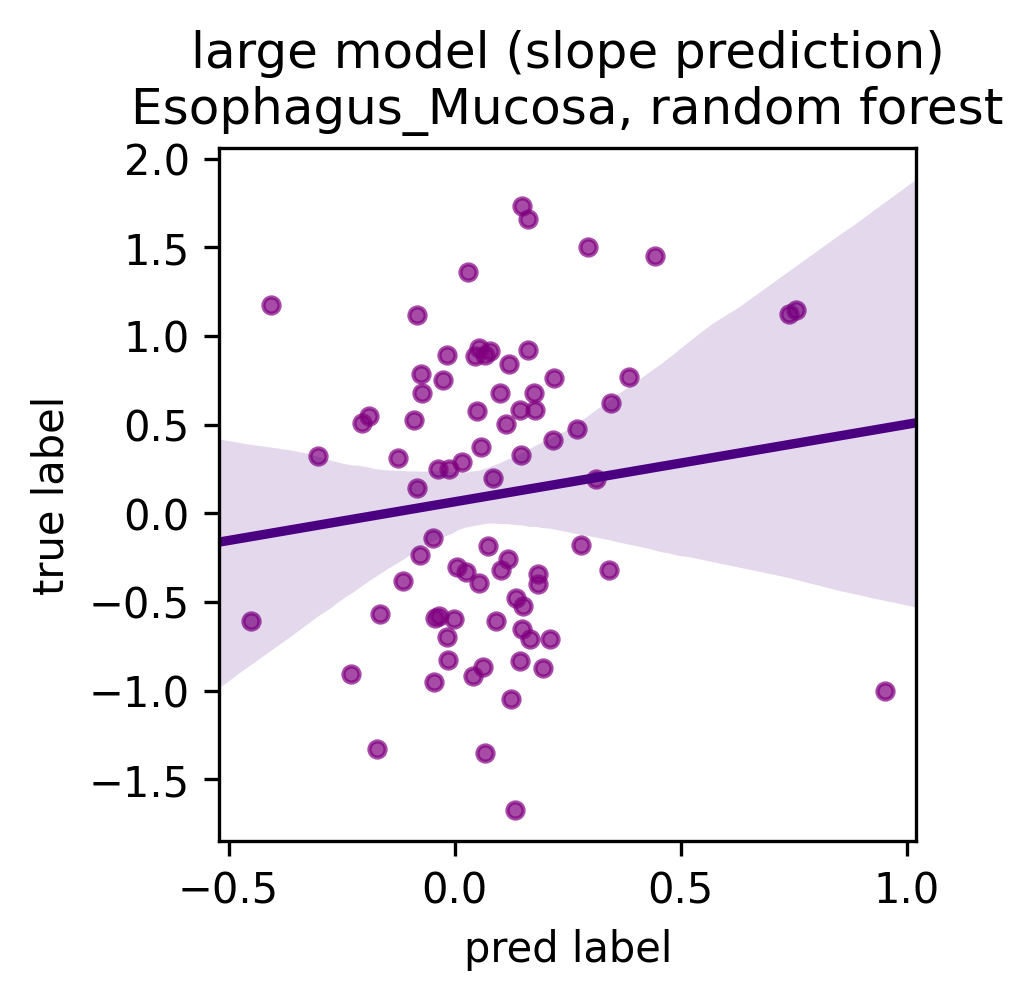 large model (slope prediction)
Esophagus_Mucosa, random forest
2.0
1.5
1.0
0.5
0.0
−0.5
−1.0
−1.5
true label
−0.5 0.0 0.5 1.0
pred label